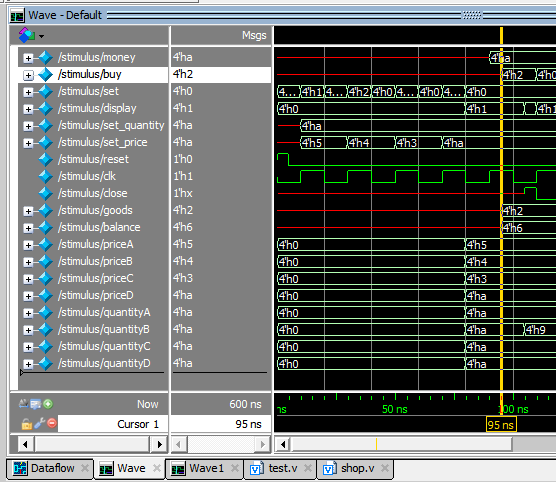 Wave - Default
Msgs
/stimulus/money 4'ha 4'ha
/stimulus/buy 4'h2 4'h2 4'h0
/stimulus/set 4'h0 4... 4'h1 4... 4'h2 4'h0 4... 4'h0 4... 4'h0
/stimulus/display 4'h1 4'h0 4'h1 4'h1
/stimulus/set_quantity 4'ha 4'ha
/stimulus/set_price 4'ha 4'h5 4'h4 4'h3 4'ha
/stimulus/reset 1'h0
/stimulus/clk 1'h1
/stimulus/close 1'hx
/stimulus/goods 4'h2 4'h2
/stimulus/balance 4'h6 4'h6
/stimulus/priceA 4'h5 4'h0 4'h5
/stimulus/priceB 4'h4 4'h0 4'h4
/stimulus/priceC 4'h3 4'h0 4'h3
/stimulus/priceD 4'ha 4'h0 4'ha
/stimulus/quantityA 4'ha 4'h0 4'ha
/stimulus/quantityB 4'ha 4'h0 4'ha 4'h9
/stimulus/quantityC 4'ha 4'h0 4'ha
/stimulus/quantityD 4'ha 4'h0 4'ha
Now 600 ns ns 50 ns 100 ns
Cursor 1 95 ns 95 ns
Dataflow Wave Wave1 test.v shop.v